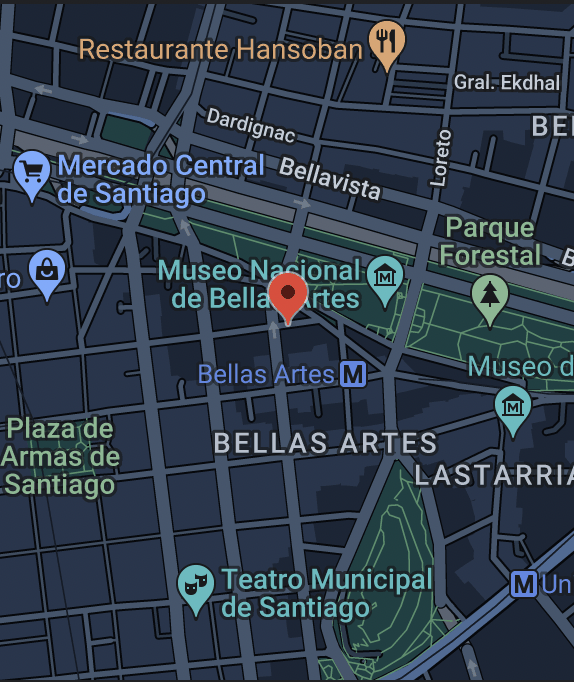 Restaurante Hansoban
Gral. Ekdhal
Dardignac
BE
Loreto
Mercado Central
de Santiago
Bellavista
Parque
Forestal
B
ro
Museo Nacional
de Bellas Artes
Museo d
Bellas Artes M
Plaza de
Armas de
Santiago
BELLAS ARTES
LASTARRIA
Teatro Municipal
de Santiago
M Un